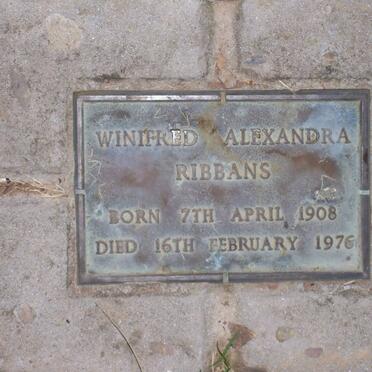 WINIFRED ALEXANDRA
RIBBANS
BORN 7TH APRIL 1908
DIED 16TH FEBRUARY 1976